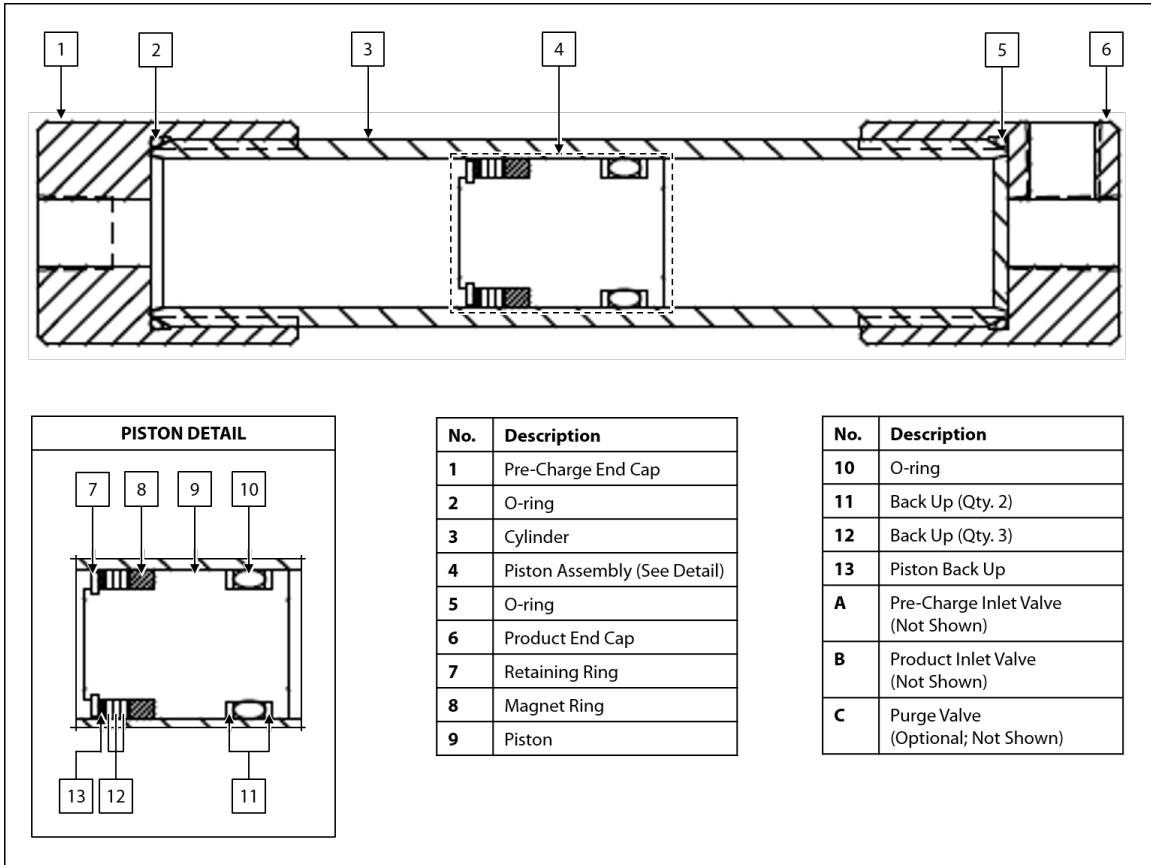 1
2
3
4
5
6
PISTON DETAIL
7
8
9
10
13
12
11
No. Description
1 Pre-Charge End Cap
2 O-ring
3 Cylinder
4 Piston Assembly (See Detail)
5 O-ring
6 Product End Cap
7 Retaining Ring
8 Magnet Ring
9 Piston
No. Description
10 O-ring
11 Back Up (Qty. 2)
12 Back Up (Qty. 3)
13 Piston Back Up
A Pre-Charge Inlet Valve
(Not Shown)
B Product Inlet Valve
(Not Shown)
C Purge Valve
(Optional; Not Shown)